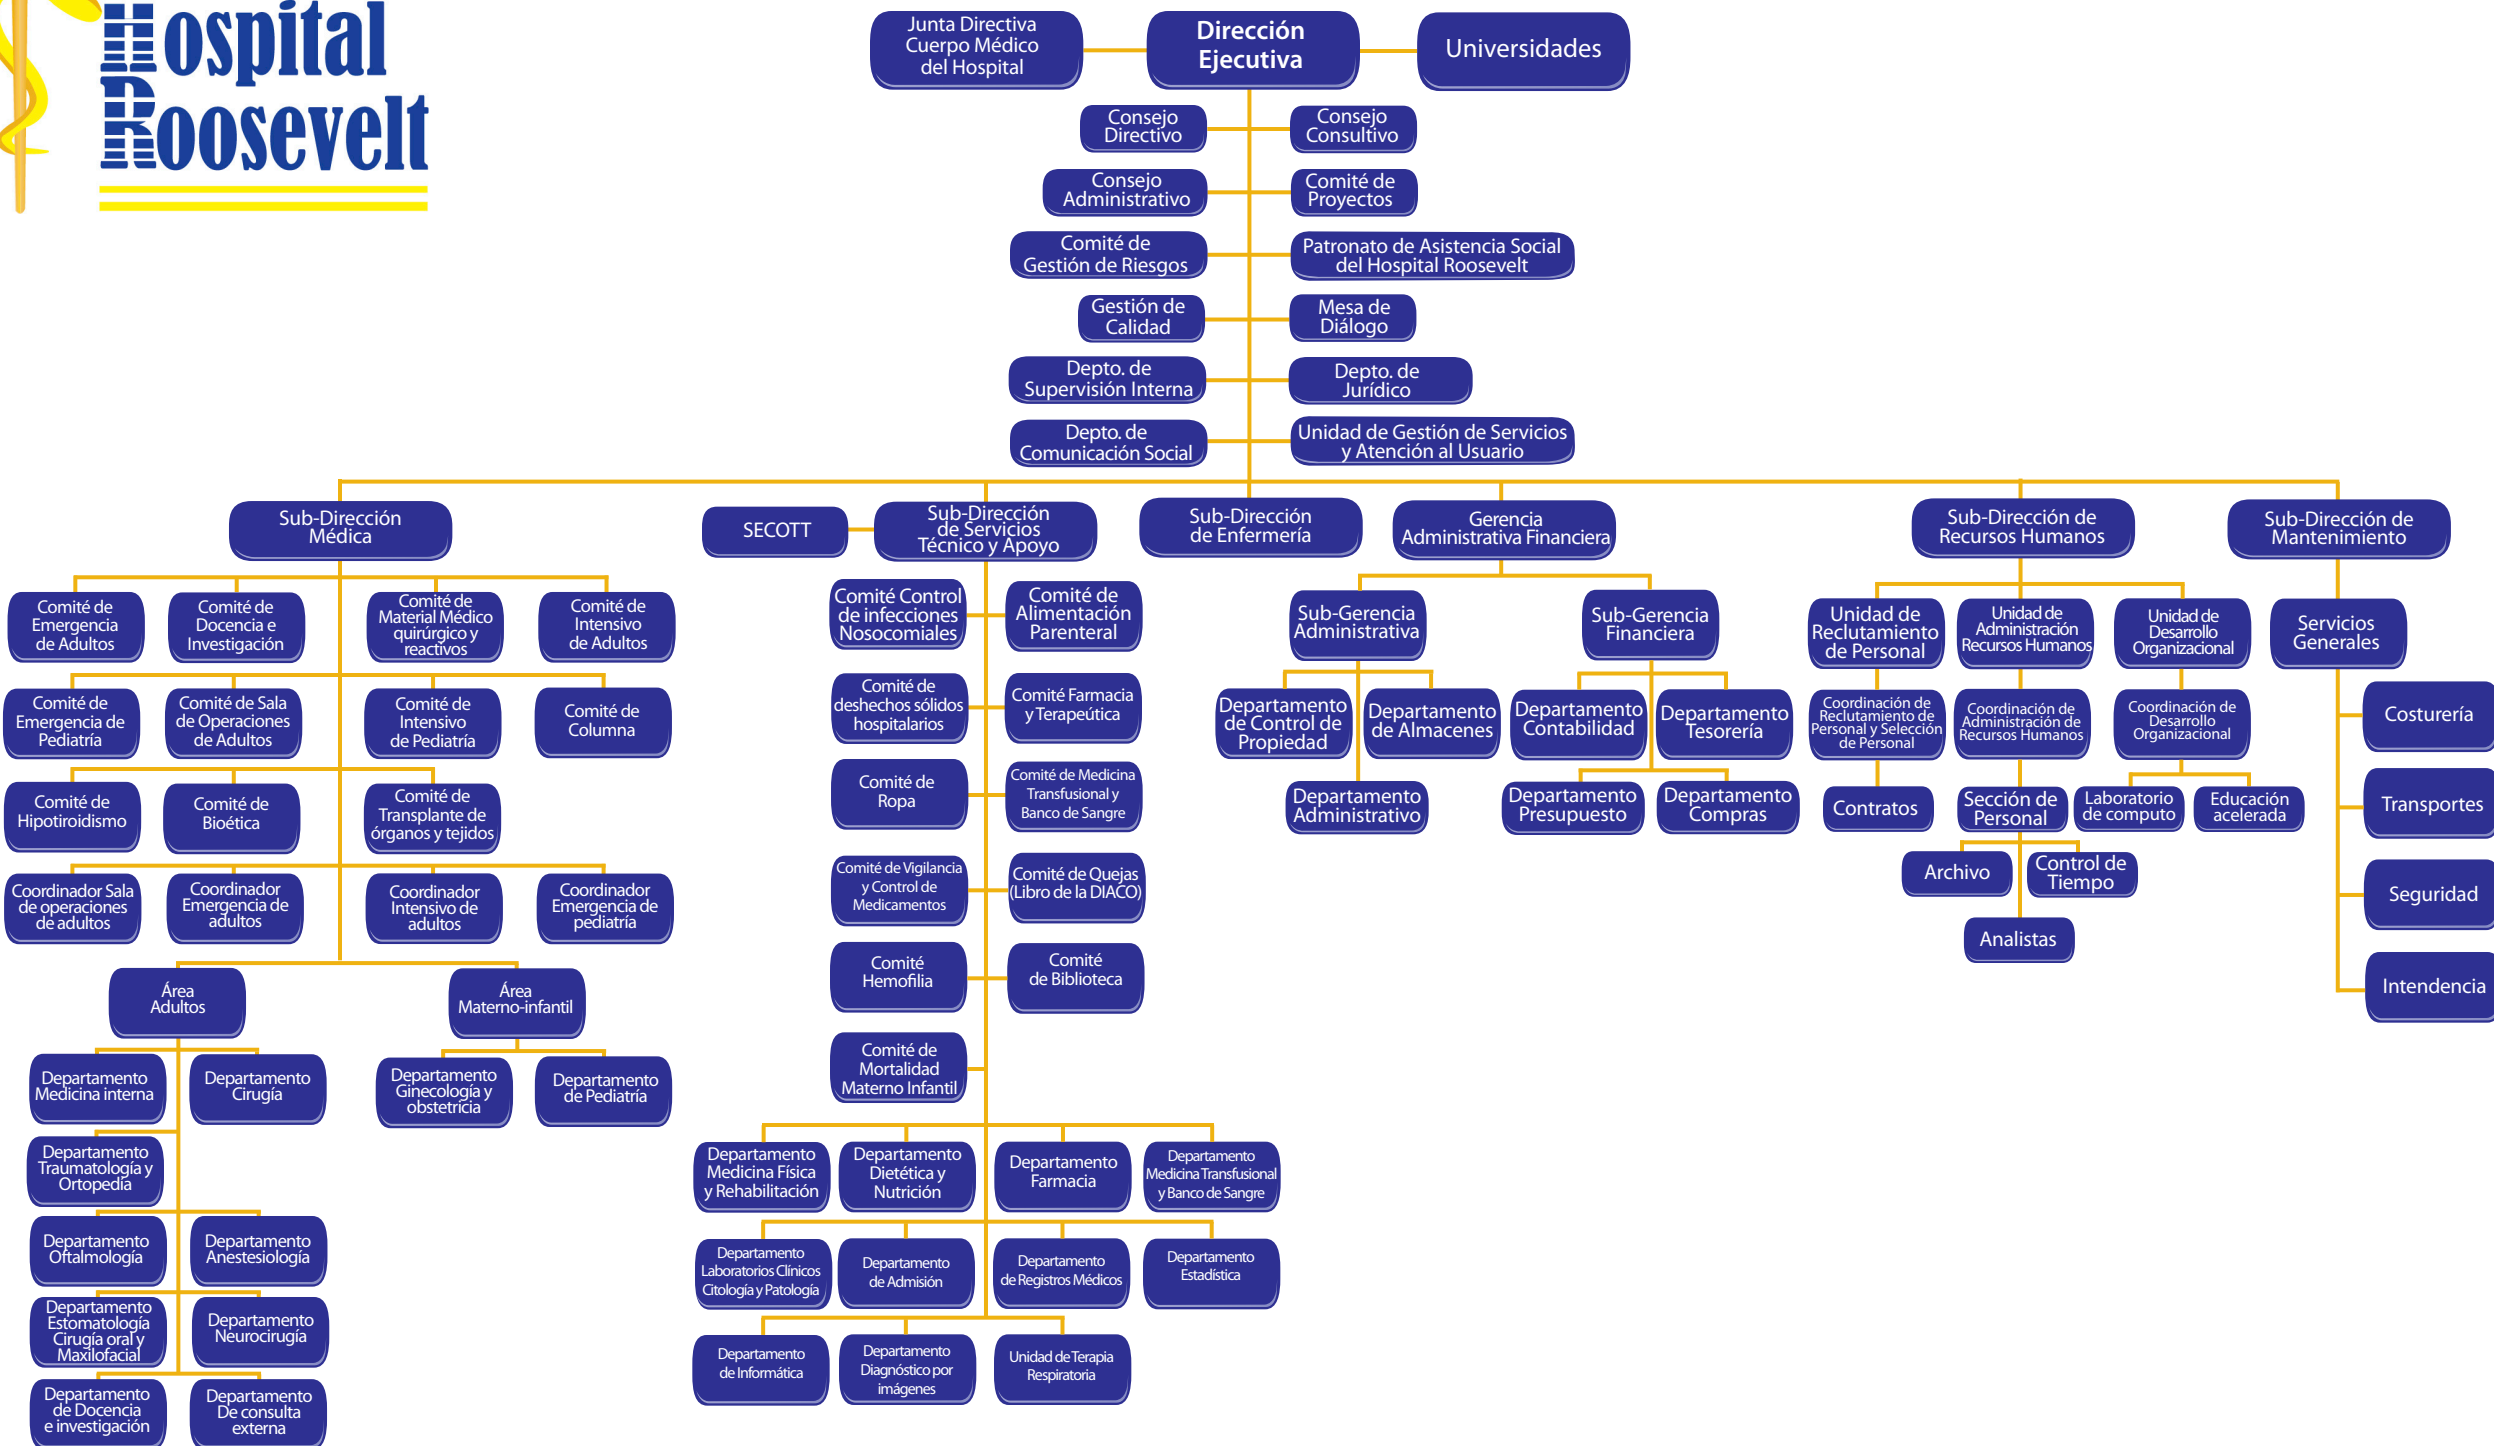 Hospital
Roosevelt
Junta Directiva
Cuerpo Médico
del Hospital
Dirección
Ejecutiva
Universidades
Consejo
Directivo
Consejo
Consultivo
Consejo
Administrativo
Comité de
Proyectos
Comité de
Gestión de Riesgos
Patronato de Asistencia Social
del Hospital Roosevelt
Gestión de
Calidad
Mesa de
Diálogo
Depto. de
Supervisión Interna
Depto. de
Jurídico
Depto. de
Comunicación Social
Unidad de Gestión de Servicios
y Atención al Usuario
Sub-Dirección
Médica
SECOTT
Sub-Dirección
de Servicios
Técnico y Apoyo
Sub-Dirección
de Enfermería
Gerencia
Administrativa Financiera
Sub-Dirección de
Recursos Humanos
Sub-Dirección de
Mantenimiento
Comité de
Emergencia
de Adultos
Comité de
Docencia e
Investigación
Comité de
Material Médico
quirúrgico y
reactivos
Comité de
Intensivo
de Adultos
Comité de
Emergencia de
Pediatría
Comité de Sala
de Operaciones
de Adultos
Comité de
Intensivo
de Pediatría
Comité de
Columna
Comité de
Hipotiroidismo
Comité de
Bioética
Comité de
Transplante de
órganos y tejidos
Coordinador Sala
de operaciones
de adultos
Coordinador
Emergencia de
adultos
Coordinador
Intensivo de
adultos
Coordinador
Emergencia de
pediatría
Área
Adultos
Área
Materno-infantil
Departamento
Medicina interna
Departamento
Cirugía
Departamento
Ginecología y
obstetricia
Departamento
de Pediatría
Departamento
Traumatología y
Ortopedia
Departamento
Oftalmología
Departamento
Anestesiología
Departamento
Estomatología
Cirugía oral y
Maxilofacial
Departamento
Neurocirugía
Departamento
de Docencia
e investigación
Departamento
De consulta
externa
Comité Control
de infecciones
Nosocomiales
Comité de
Alimentación
Parenteral
Comité de
deshechos sólidos
hospitalarios
Comité Farmacia
y Terapeútica
Comité de
Ropa
Comité de Medicina
Transfusional y
Banco de Sangre
Comité de Vigilancia
y Control de
Medicamentos
Comité de Quejas
(Libro de la DIACO)
Comité
Hemofilia
Comité
de Biblioteca
Comité de
Mortalidad
Materno Infantil
Departamento
Medicina Física
y Rehabilitación
Departamento
Dietética y
Nutrición
Departamento
Farmacia
Departamento
Medicina Transfusional
y Banco de Sangre
Departamento
Laboratorios Clínicos
Citología y Patología
Departamento
de Admisión
Departamento
de Registros Médicos
Departamento
Estadística
Departamento
de Informática
Departamento
Diagnóstico por
imágenes
Unidad de Terapia
Respiratoria
Sub-Gerencia
Administrativa
Sub-Gerencia
Financiera
Departamento
de Control de
Propiedad
Departamento
de Almacenes
Departamento
Contabilidad
Departamento
Tesorería
Departamento
Administrativo
Departamento
Presupuesto
Departamento
Compras
Unidad de
Reclutamiento
de Personal
Unidad de
Administración
Recursos Humanos
Unidad de
Desarrollo
Organizacional
Coordinación de
Reclutamiento de
Personal y Selección
de Personal
Coordinación de
Administración de
Recursos Humanos
Coordinación de
Desarrollo
Organizacional
Contratos
Sección de
Personal
Laboratorio
de computo
Educación
acelerada
Archivo
Control de
Tiempo
Analistas
Servicios
Generales
Costurería
Transportes
Seguridad
Intendencia